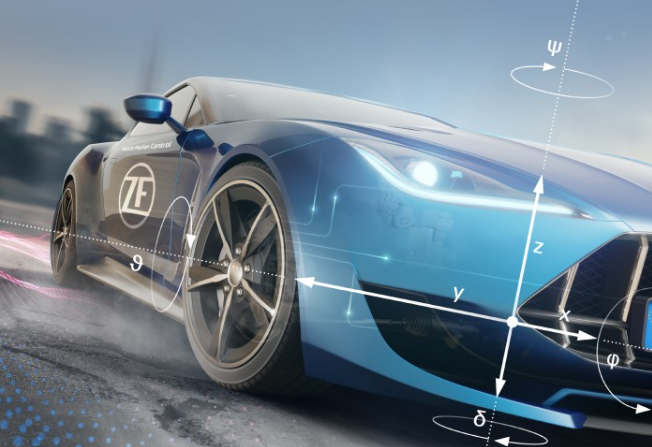 ψ
Vehicle Motion Control
ZF
z
ϑ
y
x
φ
δ